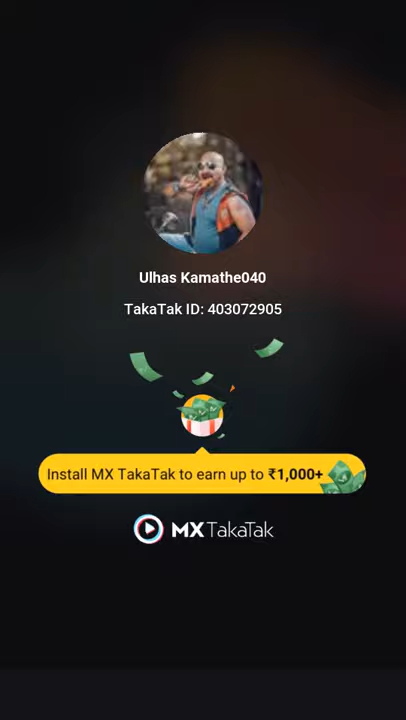 Ulhas Kamathe040
TakaTak ID: 403072905
Install MX TakaTak to earn up to ₹1,000+
MX TakaTak